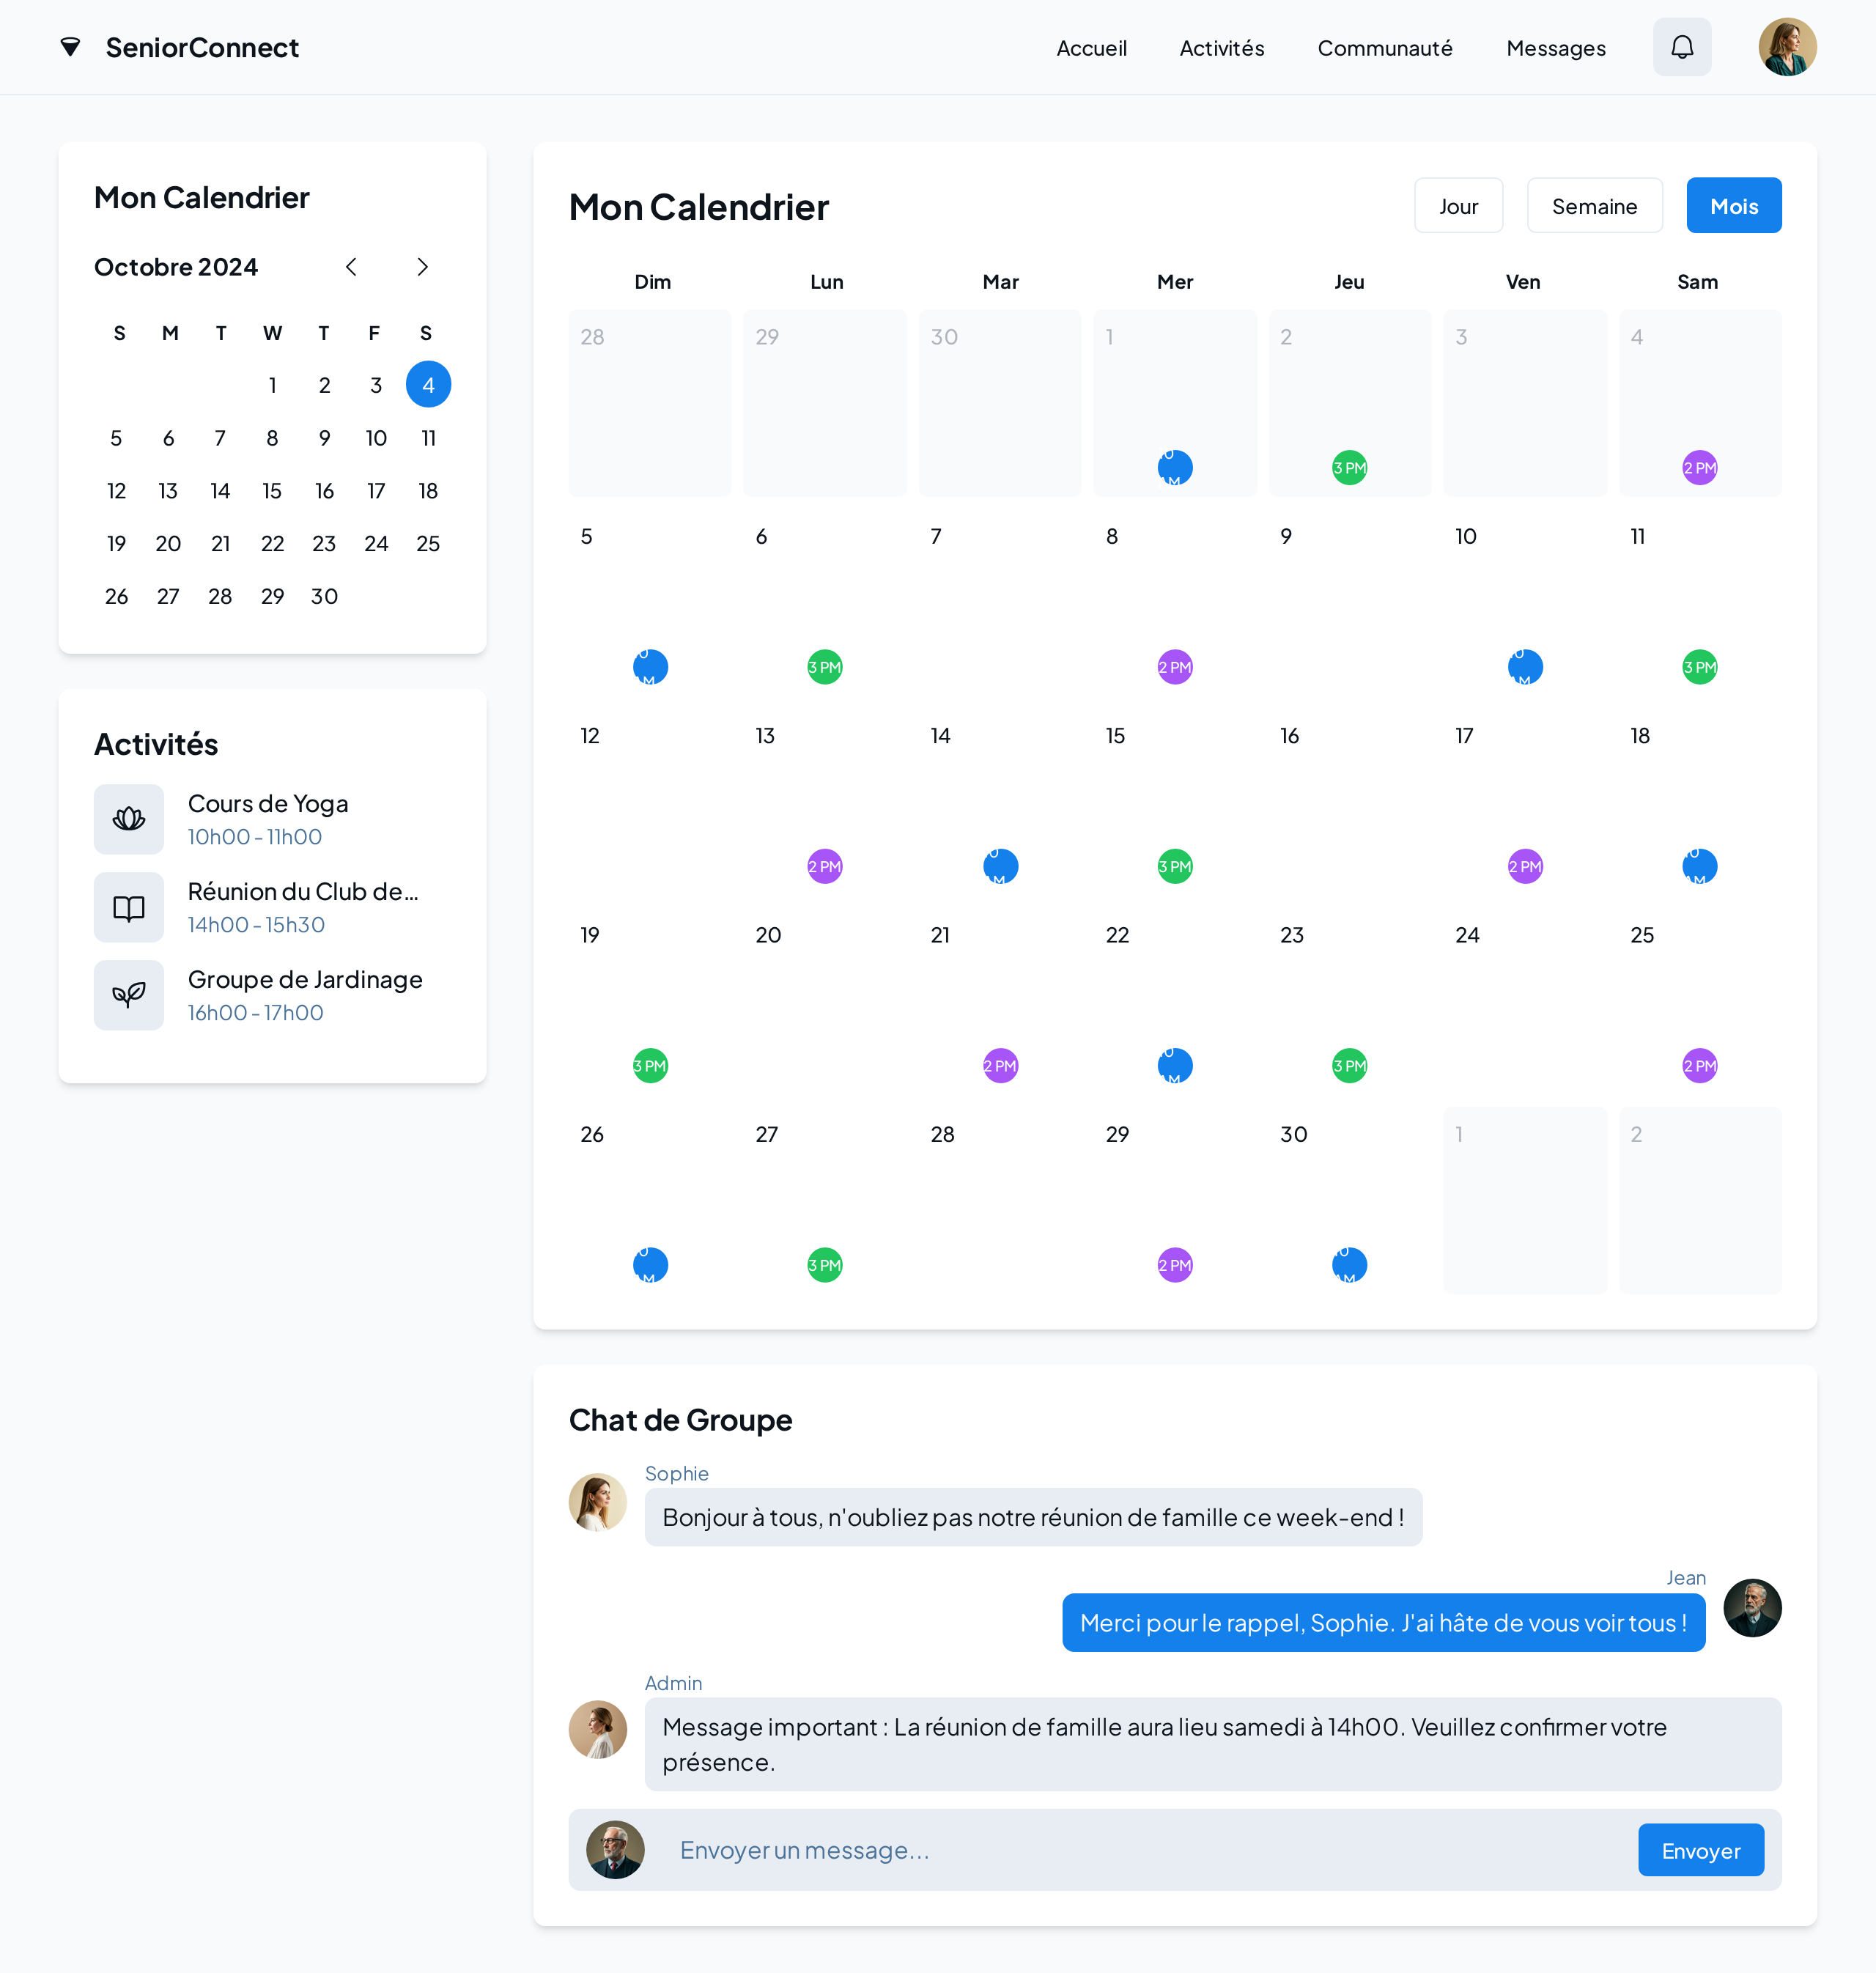 SeniorConnect
Accueil
Activités
Communauté
Messages
Mon Calendrier
Octobre 2024
S M T W T F S
1 2 3 4
5 6 7 8 9 10 11
12 13 14 15 16 17 18
19 20 21 22 23 24 25
26 27 28 29 30
Activités
Cours de Yoga
10h00 - 11h00
Réunion du Club de...
14h00 - 15h30
Groupe de Jardinage
16h00 - 17h00
Mon Calendrier
Jour
Semaine
Mois
Dim Lun Mar Mer Jeu Ven Sam
28 29 30 1 2 3 4
3 PM 2 PM
5 6 7 8 9 10 11
3 PM 2 PM 3 PM
12 13 14 15 16 17 18
2 PM 3 PM 2 PM
19 20 21 22 23 24 25
3 PM 2 PM 3 PM 2 PM
26 27 28 29 30 1 2
3 PM 2 PM
Chat de Groupe
Sophie
Bonjour à tous, n'oubliez pas notre réunion de famille ce week-end !
Jean
Merci pour le rappel, Sophie. J'ai hâte de vous voir tous !
Admin
Message important : La réunion de famille aura lieu samedi à 14h00. Veuillez confirmer votre
présence.
Envoyer un message...
Envoyer